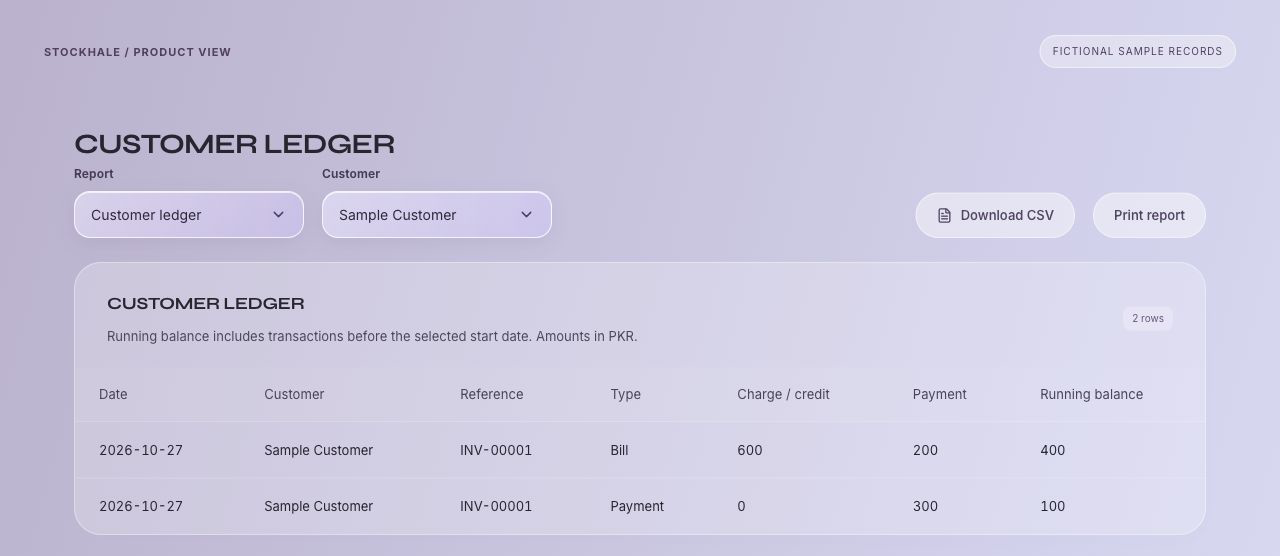 STOCKHALE / PRODUCT VIEW
FICTIONAL SAMPLE RECORDS
CUSTOMER LEDGER
Report
Customer
Customer ledger
Sample Customer
Download CSV
Print report
CUSTOMER LEDGER
2 rows
Running balance includes transactions before the selected start date. Amounts in PKR.
Date Customer Reference Type Charge / credit Payment Running balance
2026-10-27 Sample Customer INV-00001 Bill 600 200 400
2026-10-27 Sample Customer INV-00001 Payment 0 300 100